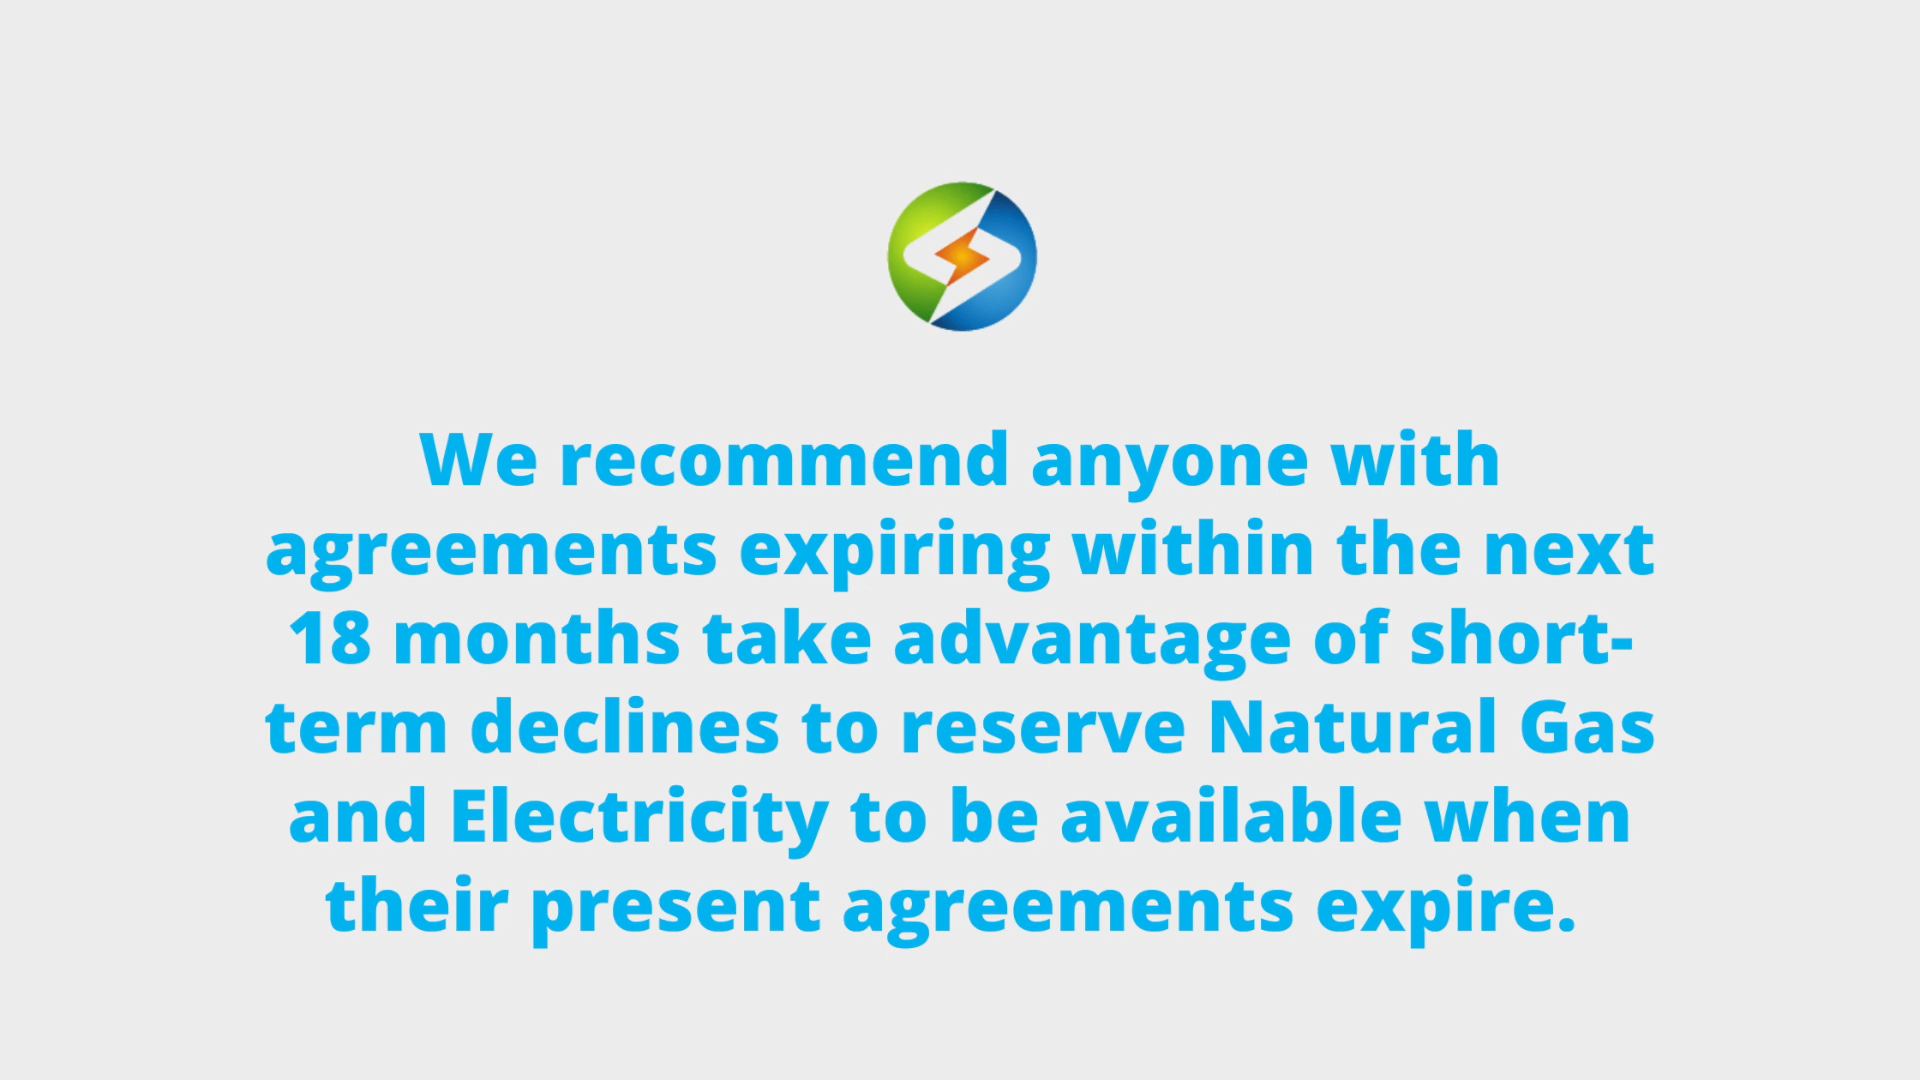 We recommend anyone with
agreements expiring within the next
18 months take advantage of short-
term declines to reserve Natural Gas
and Electricity to be available when
their present agreements expire.